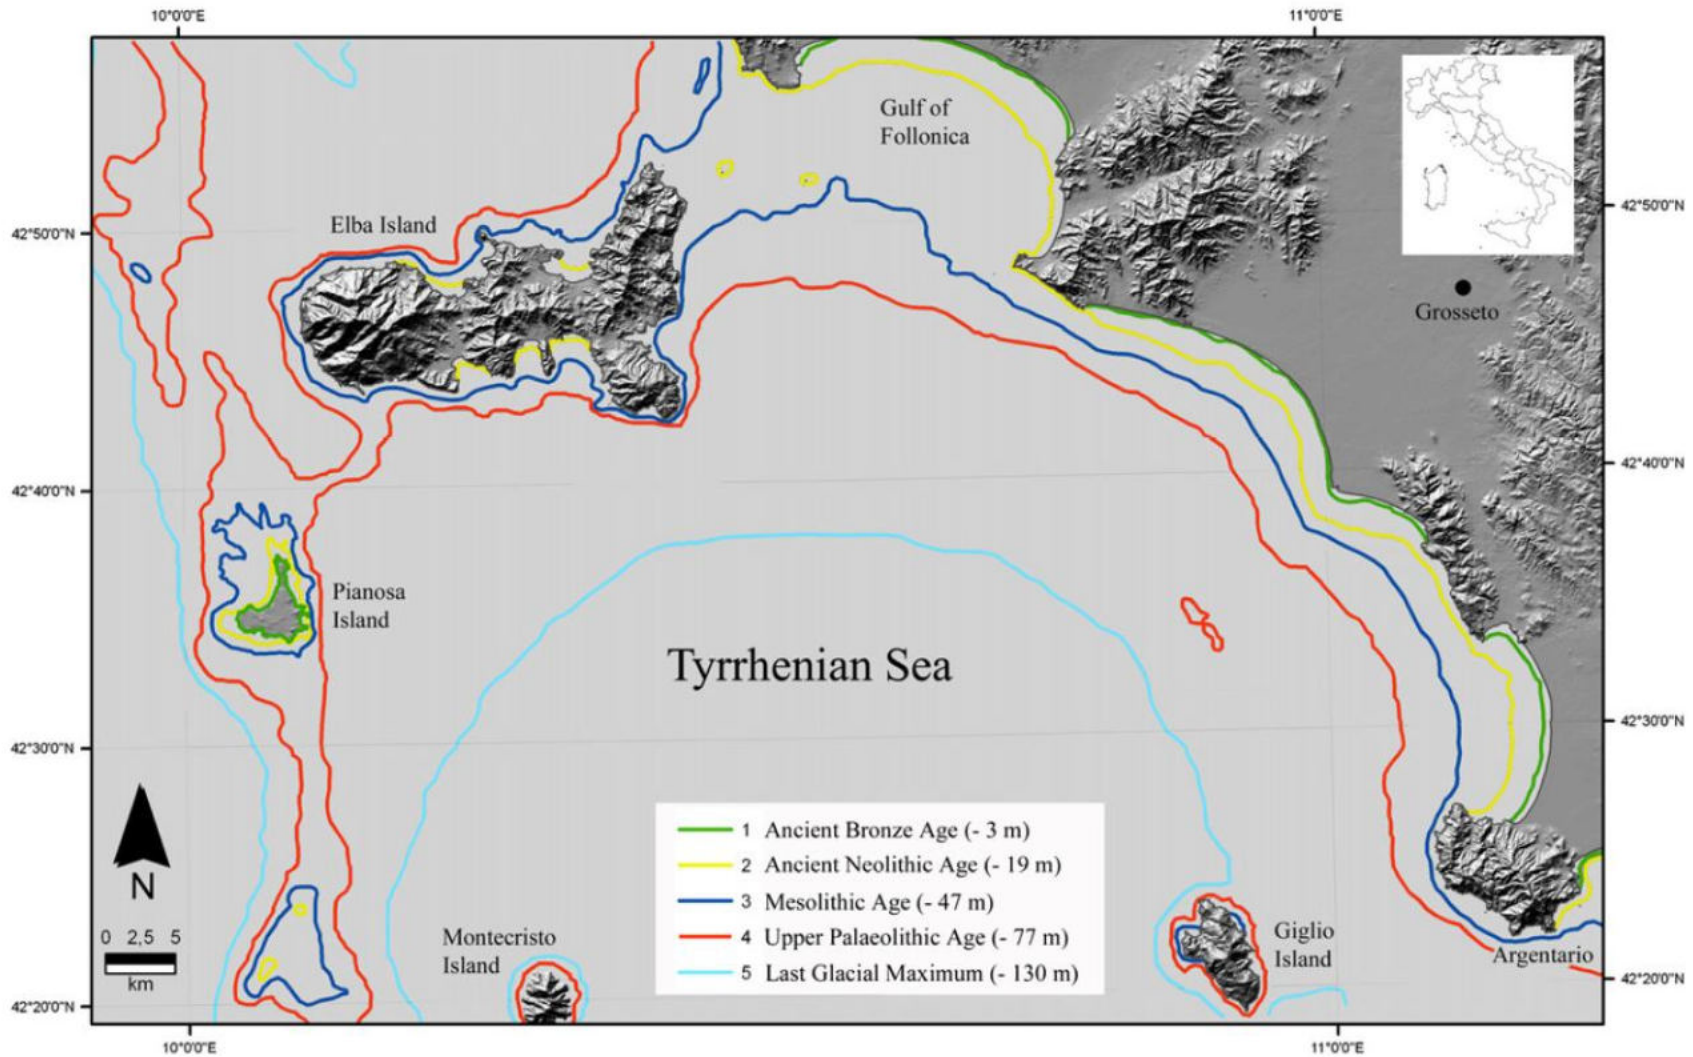 10°0'0"E
11°0'0"E
Gulf of
Follonica
Elba Island
42°50'0"N
42°50'0"N
Grosseto
42°40'0"N
42°40'0"N
Pianosa
Island
Tyrrhenian Sea
42°30'0"N
42°30'0"N
N
0 2,5 5
km
1 Ancient Bronze Age (- 3 m)
2 Ancient Neolithic Age (- 19 m)
3 Mesolithic Age (- 47 m)
4 Upper Palaeolithic Age (- 77 m)
5 Last Glacial Maximum (- 130 m)
Montecristo
Island
Giglio
Island
Argentario
42°20'0"N
42°20'0"N
10°0'0"E
11°0'0"E